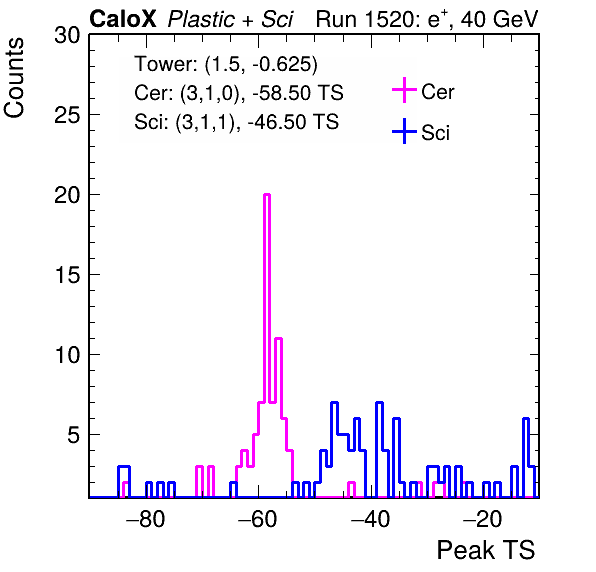 CaloX Plastic + Sci Run 1520: e⁺, 40 GeV
Counts
30
25
20
15
10
5
Tower: (1.5, -0.625)
Cer: (3,1,0), -58.50 TS
Sci: (3,1,1), -46.50 TS
Cer
Sci
−80 −60 −40 −20
Peak TS